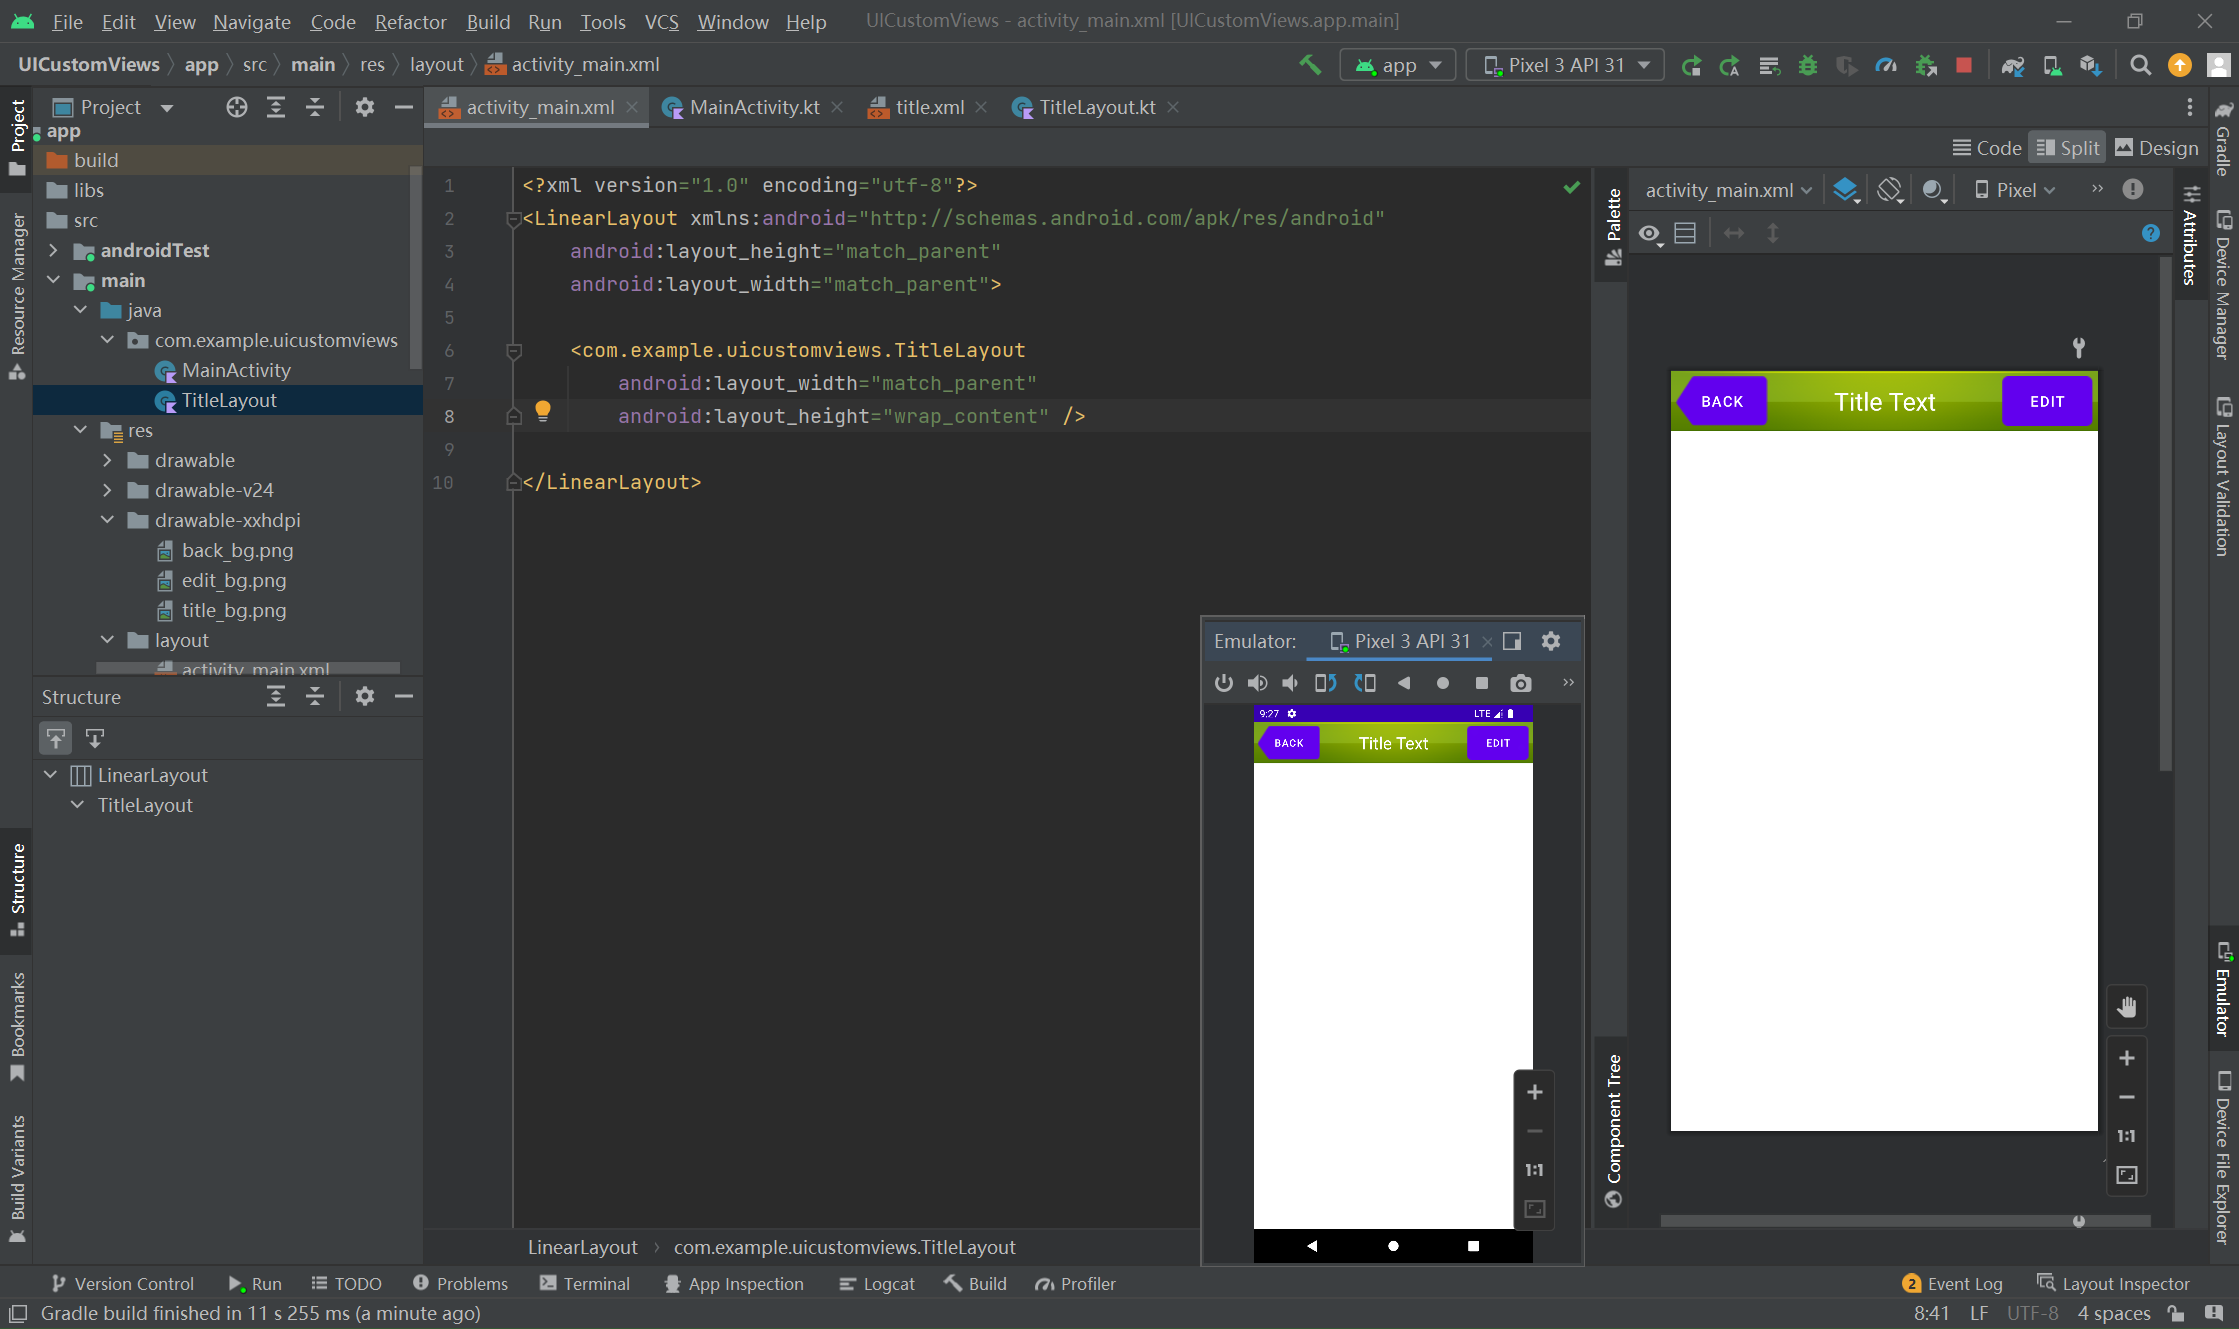 File Edit View Navigate Code Refactor Build Run Tools VCS Window Help UICustomViews - activity_main.xml [UICustomViews.app.main]
UICustomViews app src main res layout activity_main.xml app Pixel 3 API 31
Project activity_main.xml MainActivity.kt title.xml TitleLayout.kt
Code Split Design
app
build
libs
src
androidTest
main
java
com.example.uicustomviews
MainActivity
TitleLayout
res
drawable
drawable-v24
drawable-xxhdpi
back_bg.png
edit_bg.png
title_bg.png
layout
activity_main.xml
Structure
LinearLayout
TitleLayout
1 <?xml version="1.0" encoding="utf-8"?>
2 <LinearLayout xmlns:android="http://schemas.android.com/apk/res/android"
3 android:layout_height="match_parent"
4 android:layout_width="match_parent">
5
6 <com.example.uicustomviews.TitleLayout
7 android:layout_width="match_parent"
8 android:layout_height="wrap_content" />
9
10 </LinearLayout>
Emulator: Pixel 3 API 31
9:27 LTE
BACK Title Text EDIT
1:1
activity_main.xml Pixel
BACK Title Text EDIT
1:1
Project
Resource Manager
Structure
Bookmarks
Build Variants
Palette
Component Tree
Attributes
Gradle
Device Manager
Layout Validation
Emulator
Device File Explorer
LinearLayout com.example.uicustomviews.TitleLayout
Version Control Run TODO Problems Terminal App Inspection Logcat Build Profiler 2 Event Log Layout Inspector
Gradle build finished in 11 s 255 ms (a minute ago) 8:41 LF UTF-8 4 spaces